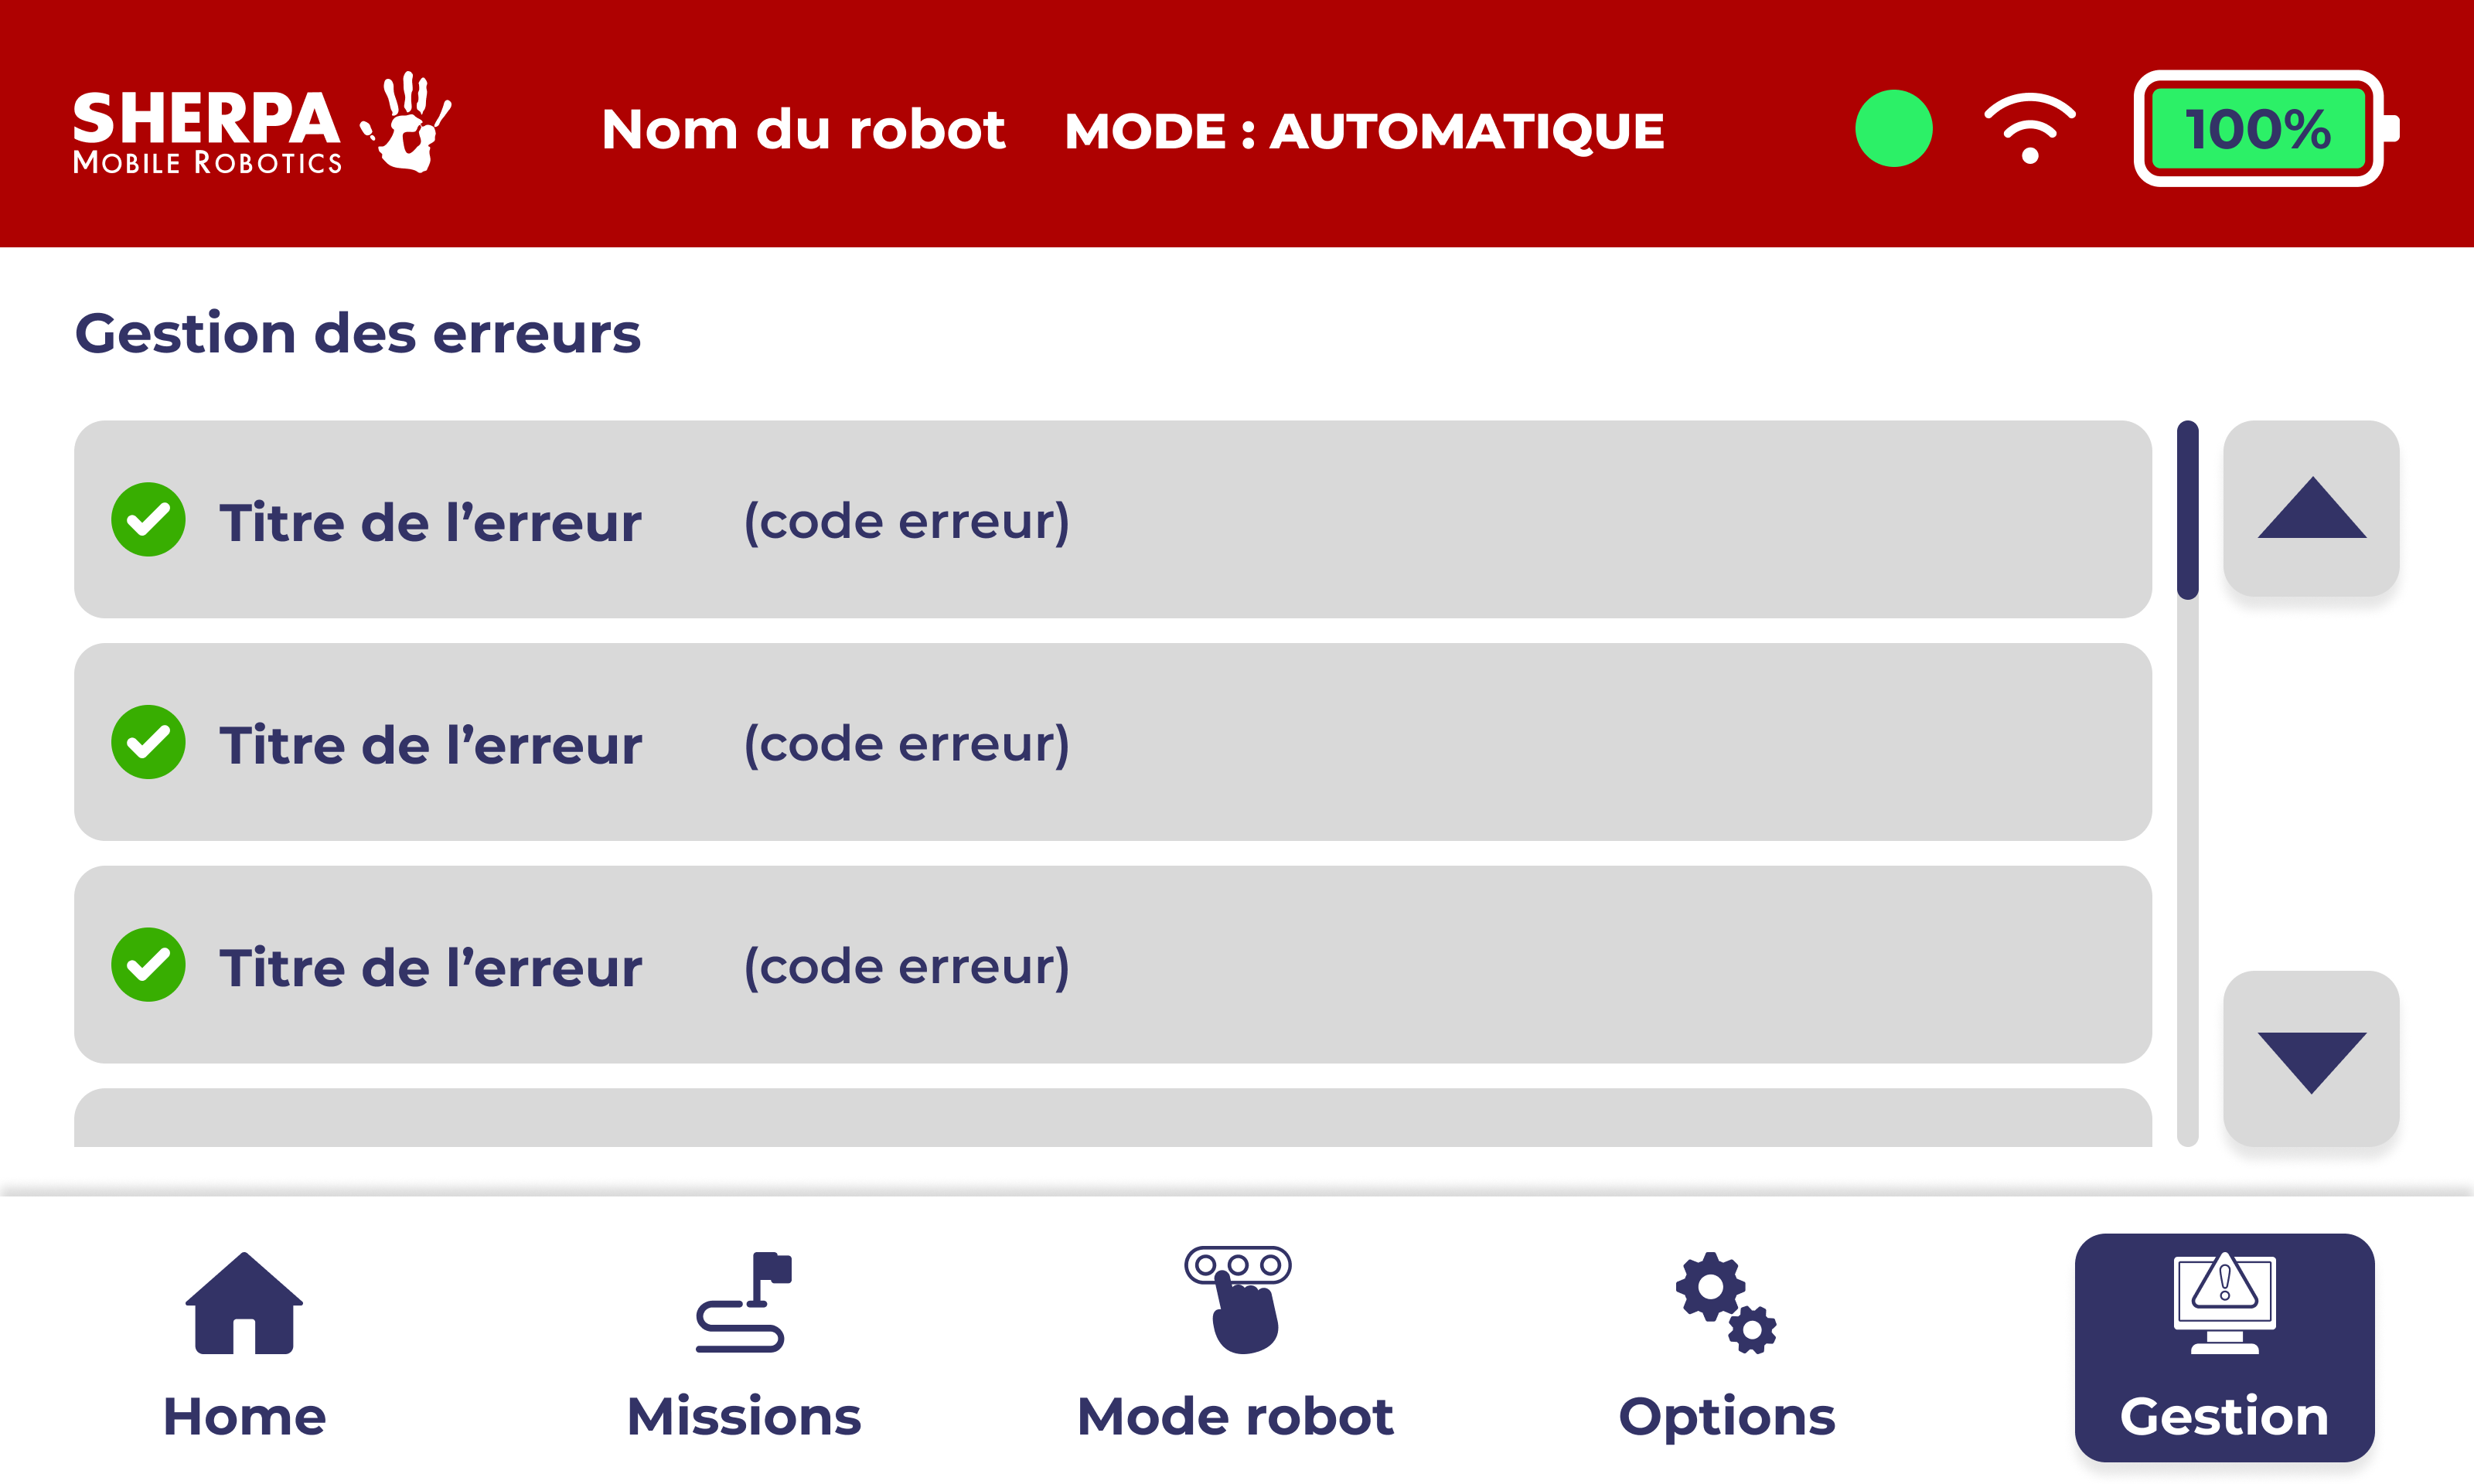 SHERPA
MOBILE ROBOTICS
Nom du robot MODE : AUTOMATIQUE
100%
Gestion des erreurs
Titre de l'erreur (code erreur)
Titre de l'erreur (code erreur)
Titre de l'erreur (code erreur)
Home Missions Mode robot Options Gestion